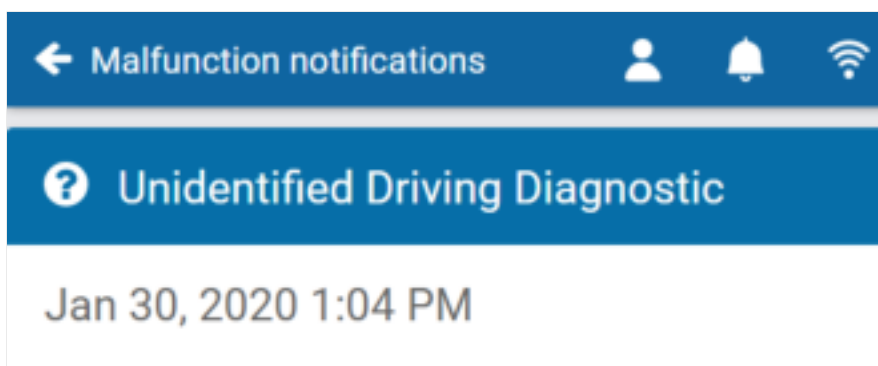 Malfunction notifications
Unidentified Driving Diagnostic
Jan 30, 2020 1:04 PM